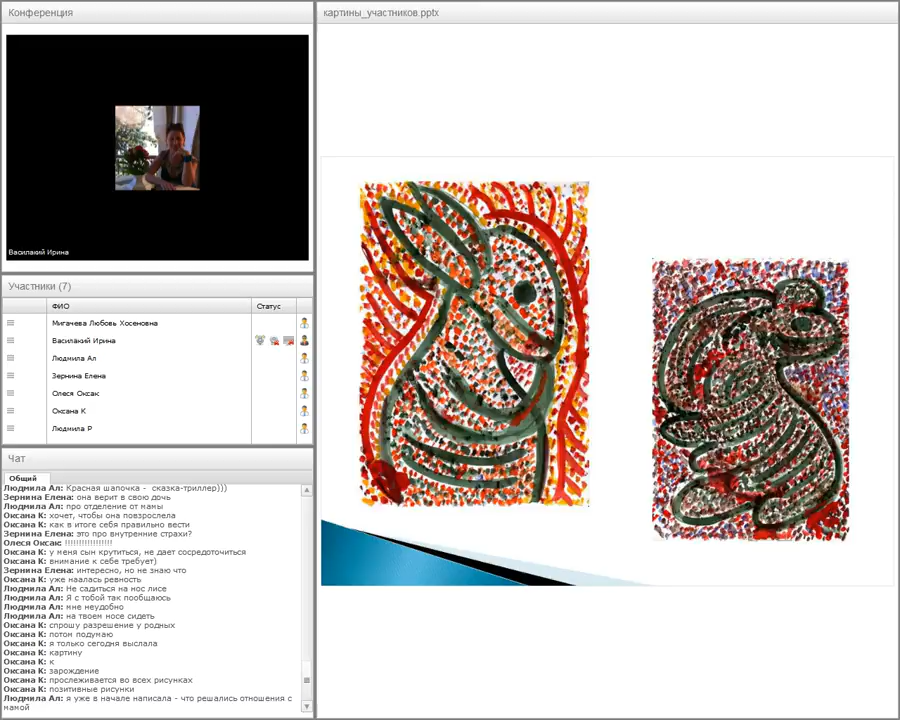 Конференция
Василакий Ирина
Участники (7)
ФИО
Статус
Мигачева Любовь Хосеновна
Василакий Ирина
Людмила Ал
Зернина Елена
Олеся Оксак
Оксана К
Людмила Р
Чат
Общий
Людмила Ал: Красная шапочка - сказка-триллер)))
Зернина Елена: она верит в свою дочь
Людмила Ал: про отделение от мамы
Оксана К: хочет, чтобы она повзрослела
Оксана К: как в итоге себя правильно вести
Зернина Елена: это про внутренние страхи?
Олеся Оксак: !!!!!!!!!!!!!!!!!
Оксана К: у меня сын крутиться, не дает сосредоточиться
Оксана К: внимание к себе требует)
Зернина Елена: интересно, но не знаю что
Оксана К: уже наалась ревность
Людмила Ал: Не садиться на нос лисе
Людмила Ал: Я с тобой так пообщаюсь
Людмила Ал: мне неудобно
Людмила Ал: на твоем носе сидеть
Оксана К: спрошу разрешение у родных
Оксана К: потом подумаю
Оксана К: я только сегодня выслала
Оксана К: картину
Оксана К: к
Оксана К: зарождение
Оксана К: прослеживается во всех рисунках
Оксана К: позитивные рисунки
Людмила Ал: я уже в начале написала - что решались отношения с
мамой
картины_участников.pptx